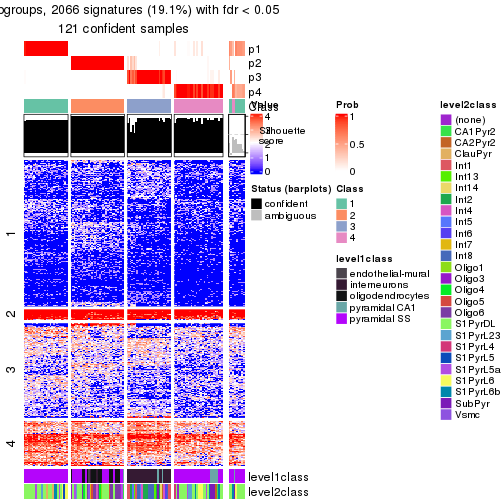 ogroups, 2066 signatures (19.1%) with fdr < 0.05
121 confident samples
p1
p2
p3
p4
Class
Silhouette
score
1
2
3
4
level1class
level2class
Value
4
3
2
1
0
Status (barplots)
confident
ambiguous
Prob
1
0.5
0
Class
1
2
3
4
level1class
endothelial-mural
interneurons
oligodendrocytes
pyramidal CA1
pyramidal SS
level2class
(none)
CA1Pyr2
CA2Pyr2
ClauPyr
Int1
Int13
Int14
Int2
Int4
Int5
Int6
Int7
Int8
Oligo1
Oligo3
Oligo4
Oligo5
Oligo6
S1PyrDL
S1PyrL23
S1PyrL4
S1PyrL5
S1PyrL5a
S1PyrL6
S1PyrL6b
SubPyr
Vsmc